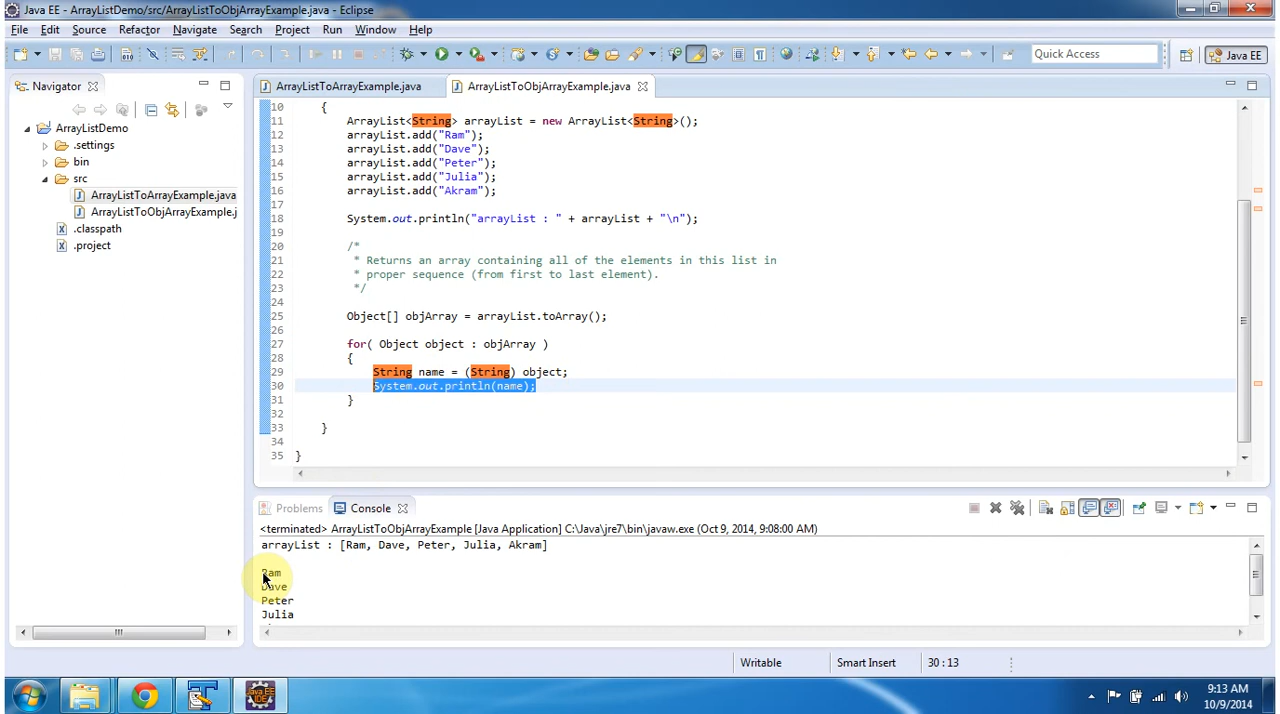 Java EE - ArrayListDemo/src/ArrayListToObjArrayExample.java - Eclipse
File Edit Source Refactor Navigate Search Project Run Window Help
Quick Access
Java EE
Navigator
ArrayListDemo
.settings
bin
src
ArrayListToArrayExample.java
ArrayListToObjArrayExample.j
.classpath
.project
ArrayListToArrayExample.java ArrayListToObjArrayExample.java
10 {
11 ArrayList<String> arrayList = new ArrayList<String>();
12 arrayList.add("Ram");
13 arrayList.add("Dave");
14 arrayList.add("Peter");
15 arrayList.add("Julia");
16 arrayList.add("Akram");
17
18 System.out.println("arrayList : " + arrayList + "\n");
19
20 /*
21 * Returns an array containing all of the elements in this list in
22 * proper sequence (from first to last element).
23 */
24
25 Object[] objArray = arrayList.toArray();
26
27 for( Object object : objArray )
28 {
29 String name = (String) object;
30 System.out.println(name);
31 }
32
33 }
34
35 }
Problems Console
<terminated> ArrayListToObjArrayExample [Java Application] C:\Java\jre7\bin\javaw.exe (Oct 9, 2014, 9:08:00 AM)
arrayList : [Ram, Dave, Peter, Julia, Akram]
Ram
Dave
Peter
Julia
Writable Smart Insert 30 : 13
Java EE
IDE
9:13 AM
10/9/2014